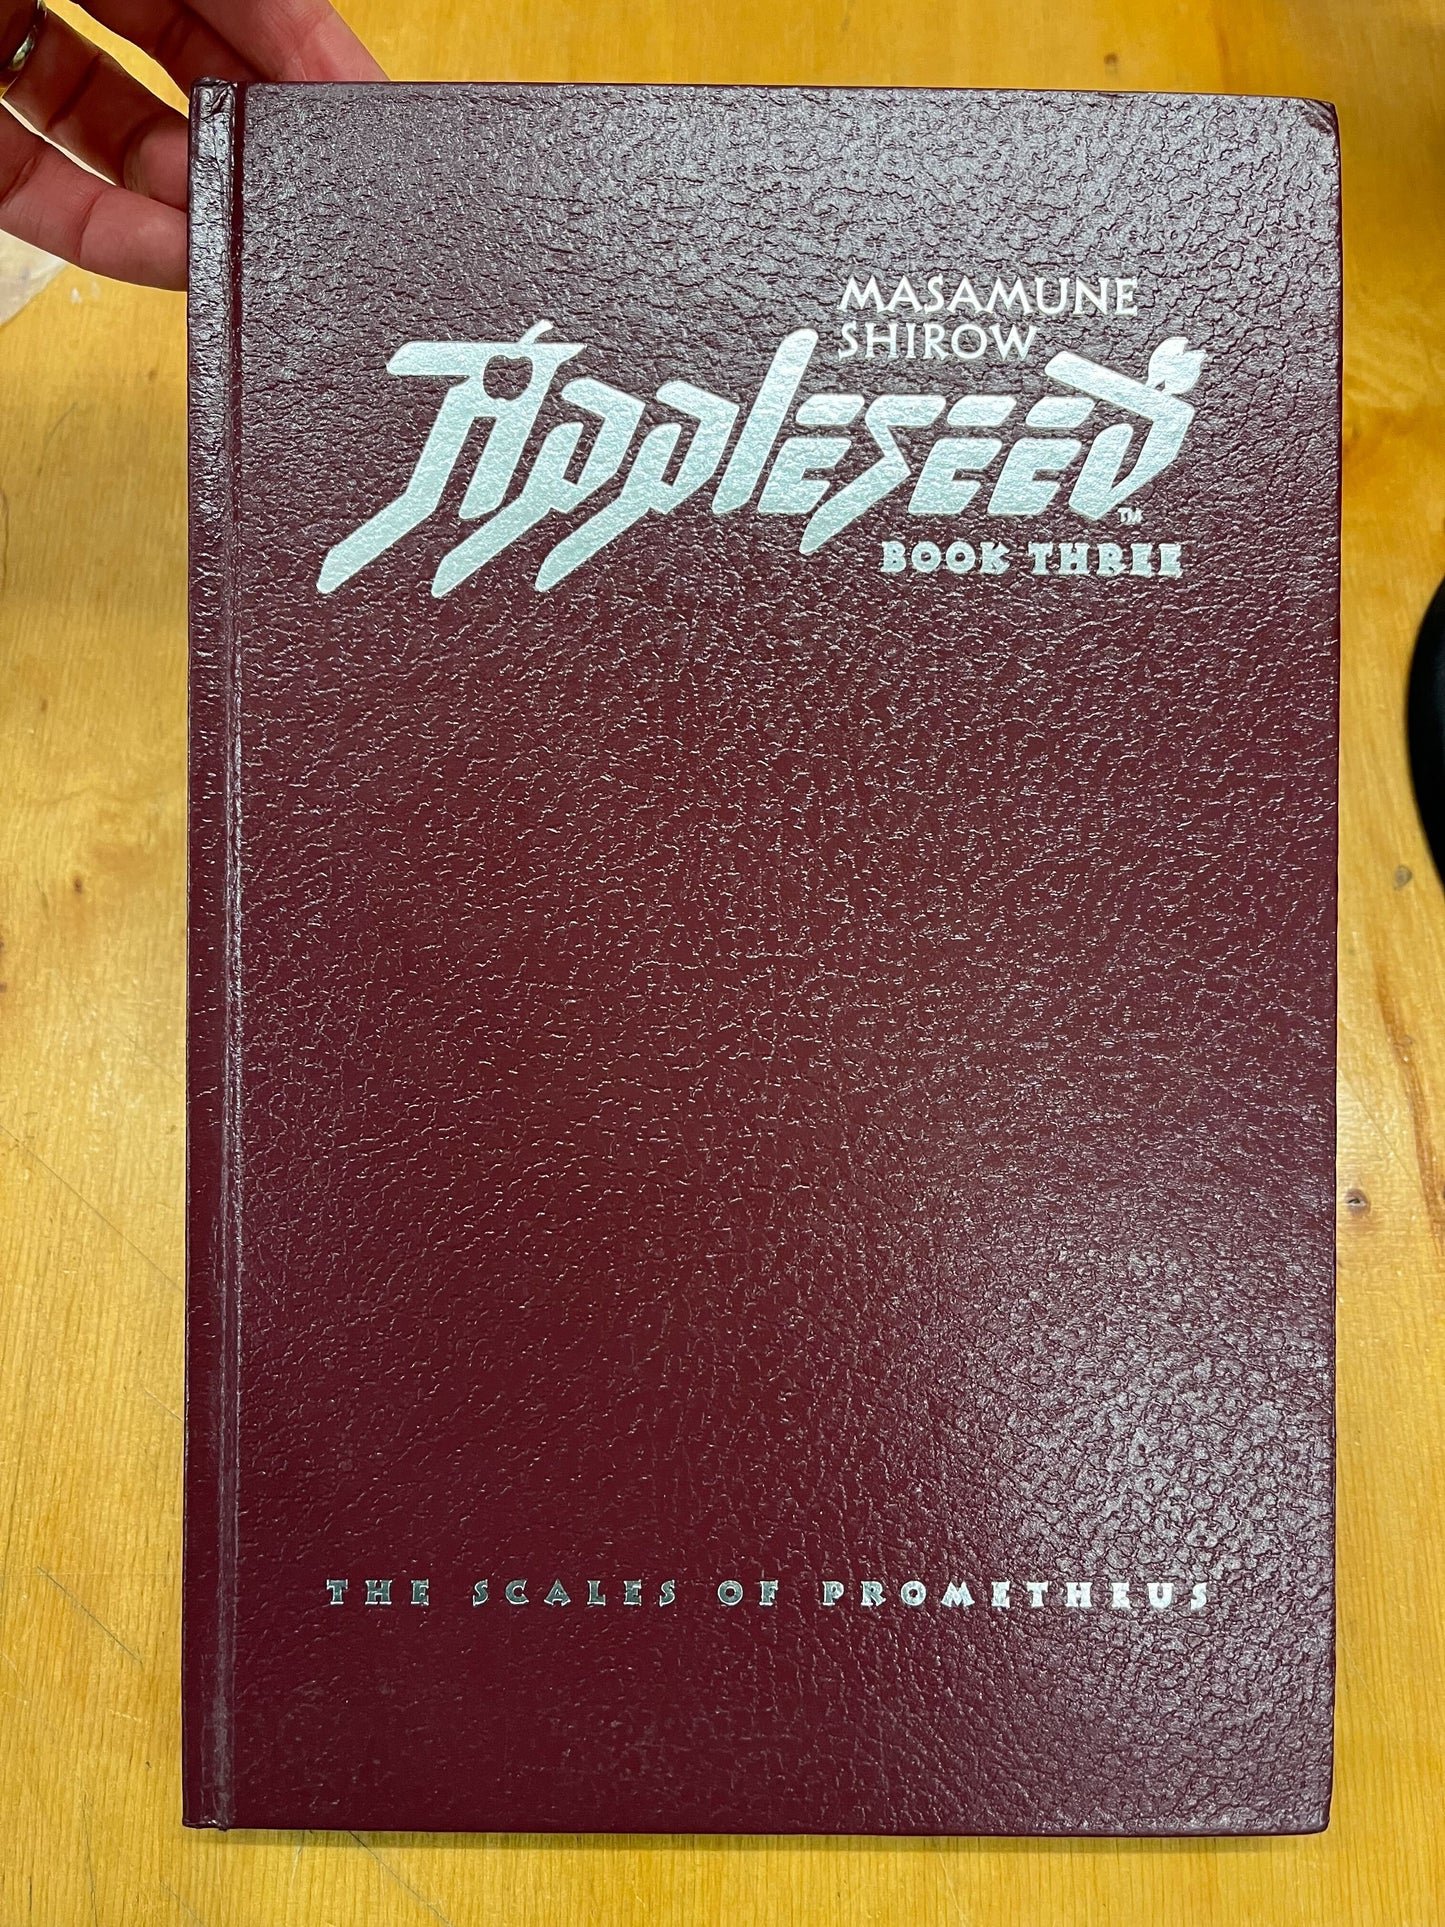 MASAMUNE
SHIROW
Appleseed™
BOOK THREE
THE SCALES OF PROMETHEUS